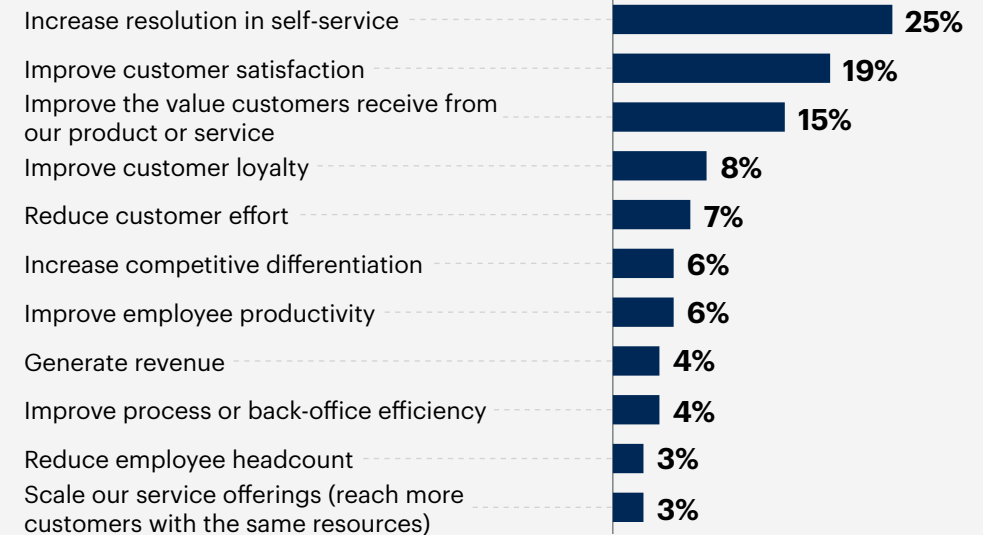 Increase resolution in self-service 25%
Improve customer satisfaction 19%
Improve the value customers receive from
our product or service 15%
Improve customer loyalty 8%
Reduce customer effort 7%
Increase competitive differentiation 6%
Improve employee productivity 6%
Generate revenue 4%
Improve process or back-office efficiency 4%
Reduce employee headcount 3%
Scale our service offerings (reach more
customers with the same resources) 3%